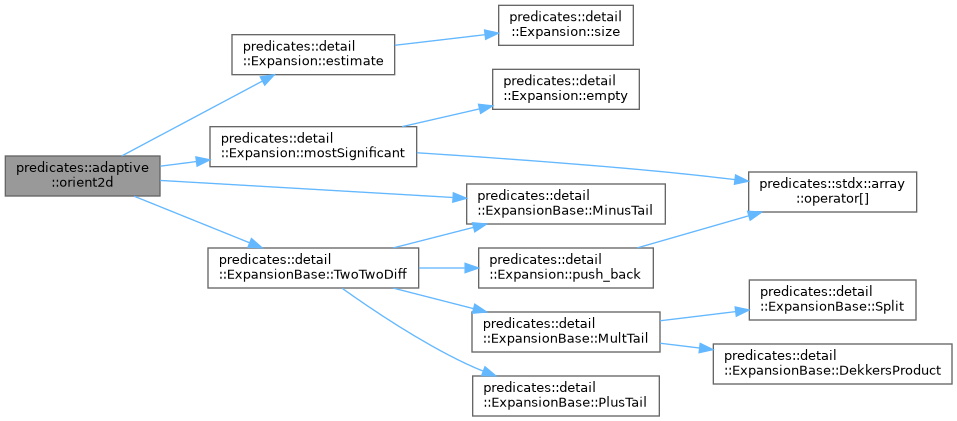 predicates::adaptive
::orient2d
predicates::detail
::Expansion::estimate
predicates::detail
::Expansion::size
predicates::detail
::Expansion::mostSignificant
predicates::detail
::Expansion::empty
predicates::stdx::array
::operator[]
predicates::detail
::ExpansionBase::MinusTail
predicates::detail
::ExpansionBase::TwoTwoDiff
predicates::detail
::Expansion::push_back
predicates::detail
::ExpansionBase::MultTail
predicates::detail
::ExpansionBase::Split
predicates::detail
::ExpansionBase::DekkersProduct
predicates::detail
::ExpansionBase::PlusTail